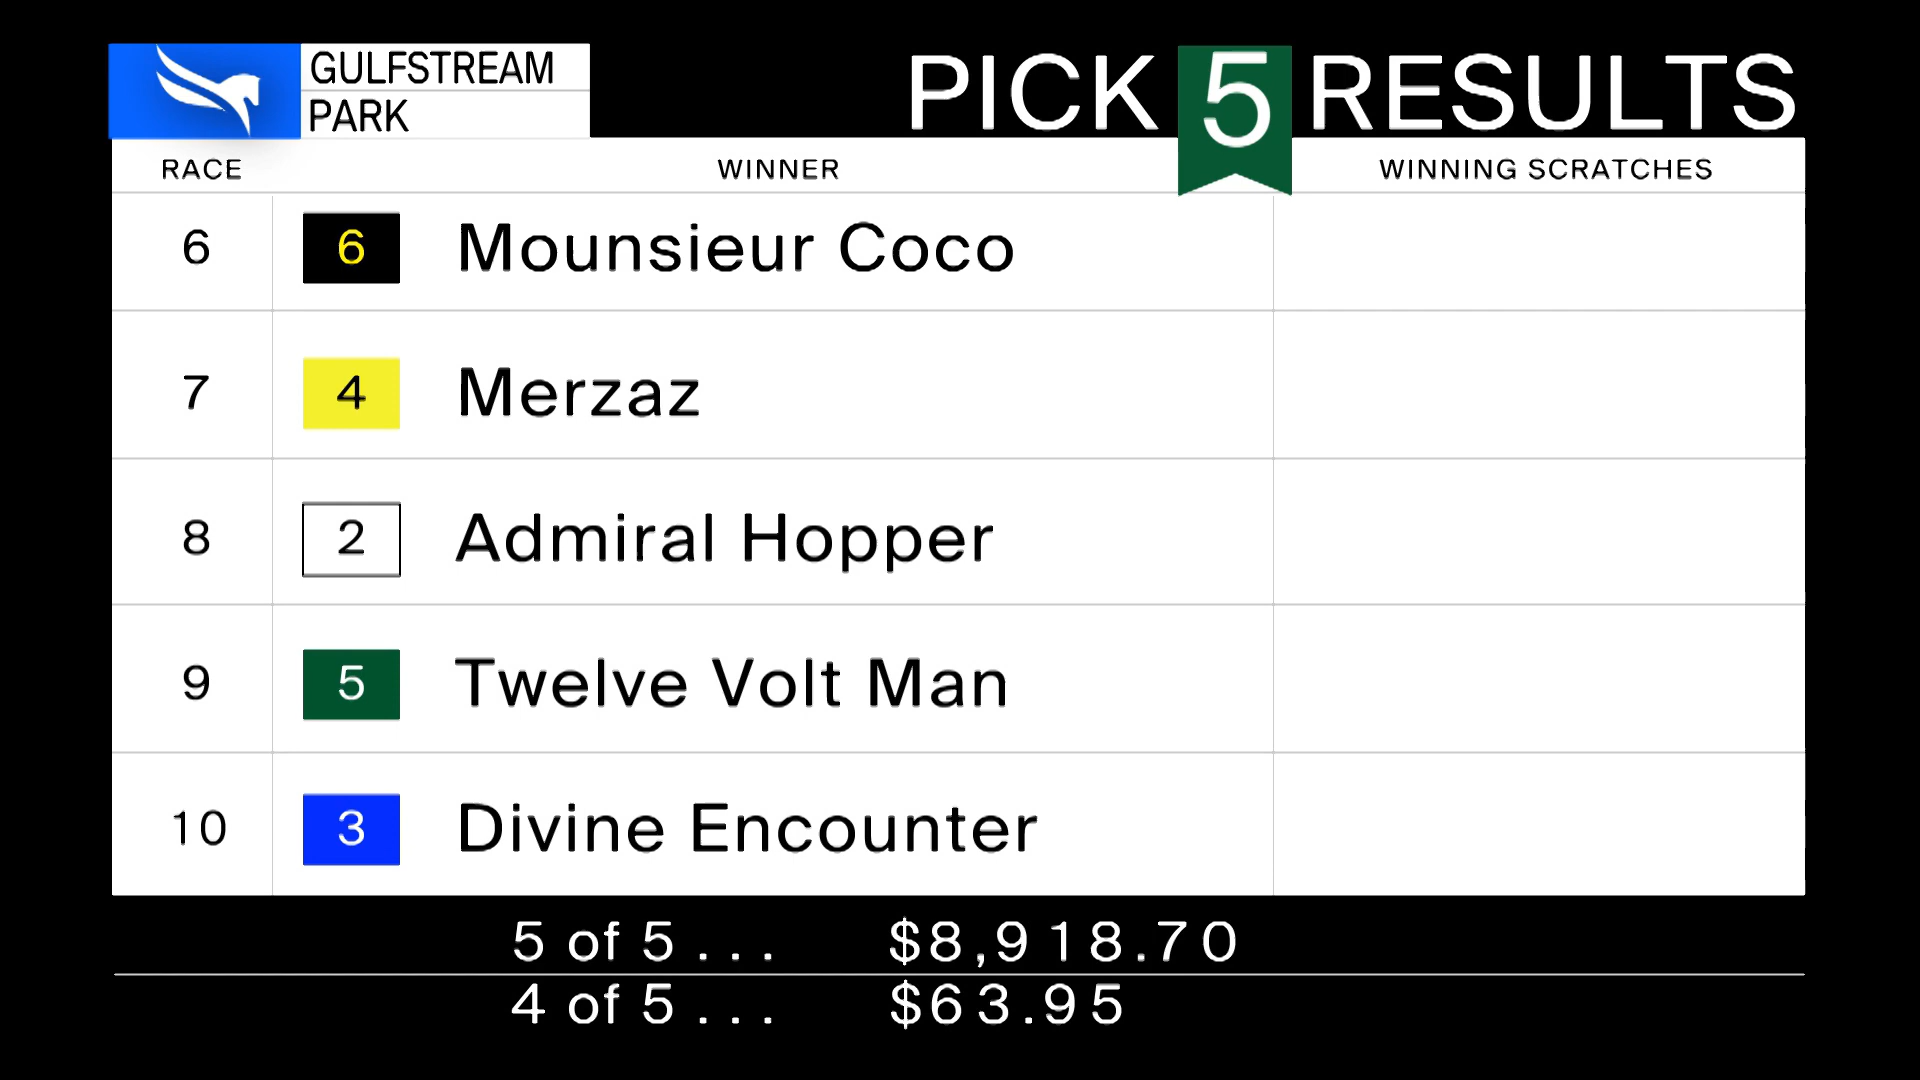 GULFSTREAM
PARK
PICK 5 RESULTS
RACE WINNER WINNING SCRATCHES
6 6 Mounsieur Coco
7 4 Merzaz
8 2 Admiral Hopper
9 5 Twelve Volt Man
10 3 Divine Encounter
5 of 5 . . . $8,918.70
4 of 5 . . . $63.95